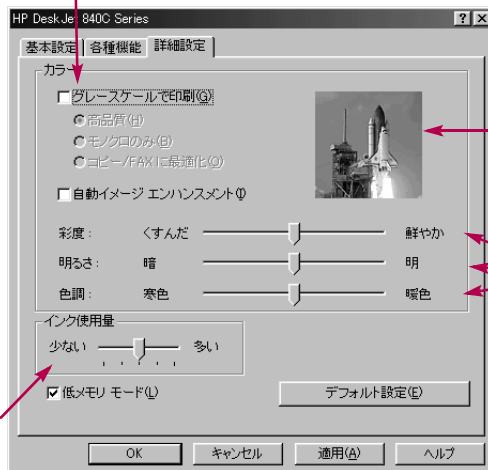 HP DeskJet 840C Series
基本設定 各種機能 詳細設定
カラー
グレースケールで印刷(G)
高品質(H)
モノクロのみ(B)
コピー/FAXに最適化(O)
自動イメージ エンハンスメント(I)
彩度： くすんだ 鮮やか
明るさ： 暗 明
色調： 寒色 暖色
インク使用量
少ない 多い
低メモリ モード(L)
デフォルト設定(E)
OK キャンセル 適用(A) ヘルプ